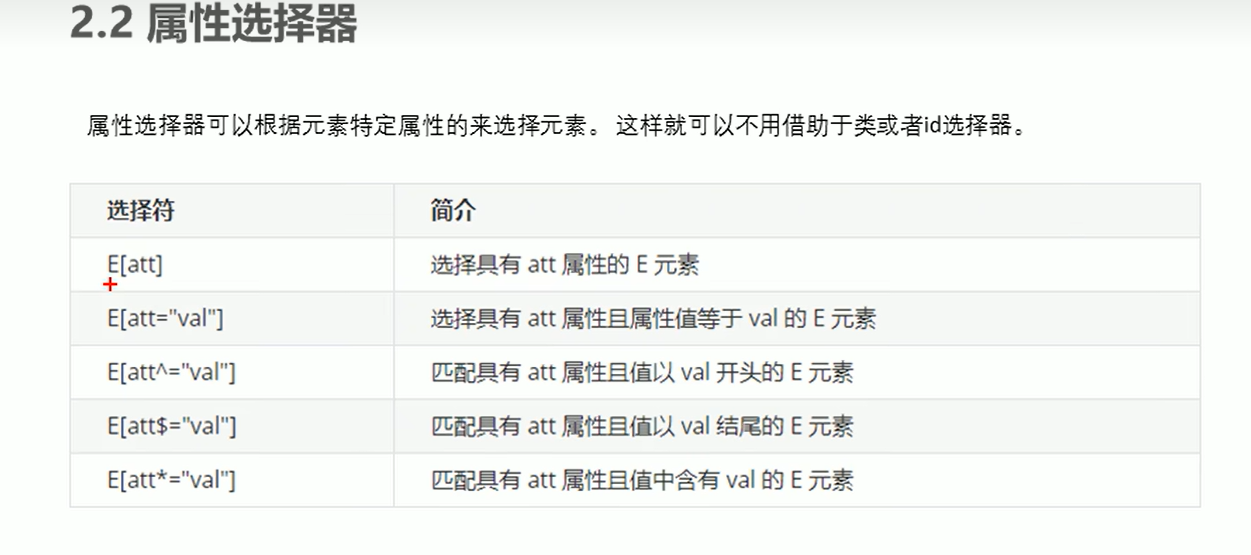 2.2 属性选择器
属性选择器可以根据元素特定属性的来选择元素。 这样就可以不用借助于类或者id选择器。
选择符 简介
E[att] 选择具有 att 属性的 E 元素
E[att="val"] 选择具有 att 属性且属性值等于 val 的 E 元素
E[att^="val"] 匹配具有 att 属性且值以 val 开头的 E 元素
E[att$="val"] 匹配具有 att 属性且值以 val 结尾的 E 元素
E[att*="val"] 匹配具有 att 属性且值中含有 val 的 E 元素